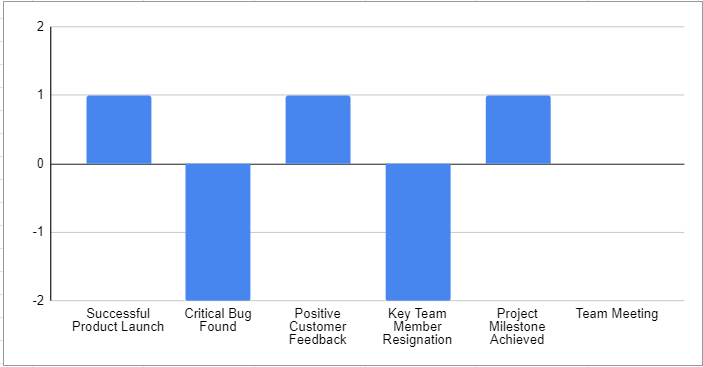 2
1
0
-1
-2
Successful
Product Launch
Critical Bug
Found
Positive
Customer
Feedback
Key Team
Member
Resignation
Project
Milestone
Achieved
Team Meeting